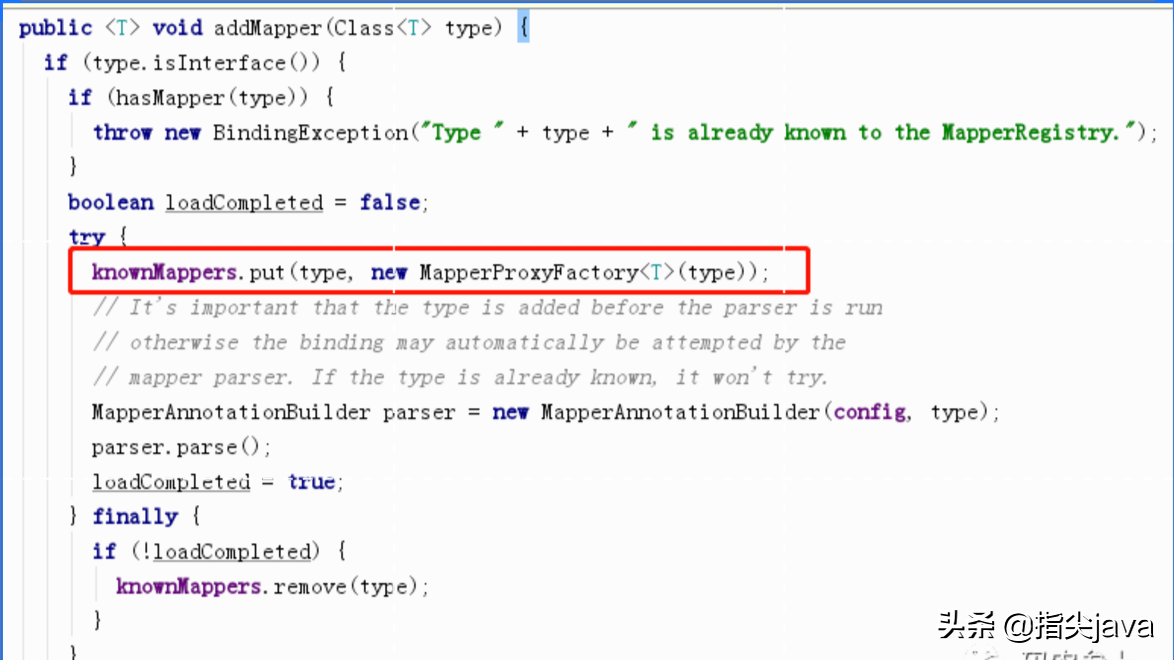 public <T> void addMapper(Class<T> type) {
if (type.isInterface()) {
if (hasMapper(type)) {
throw new BindingException("Type " + type + " is already known to the MapperRegistry.");
}
boolean loadCompleted = false;
try {
knownMappers.put(type, new MapperProxyFactory<T>(type));
// It's important that the type is added before the parser is run
// otherwise the binding may automatically be attempted by the
// mapper parser. If the type is already known, it won't try.
MapperAnnotationBuilder parser = new MapperAnnotationBuilder(config, type);
parser.parse();
loadCompleted = true;
} finally {
if (!loadCompleted) {
knownMappers.remove(type);
}
}
头条 @指尖java